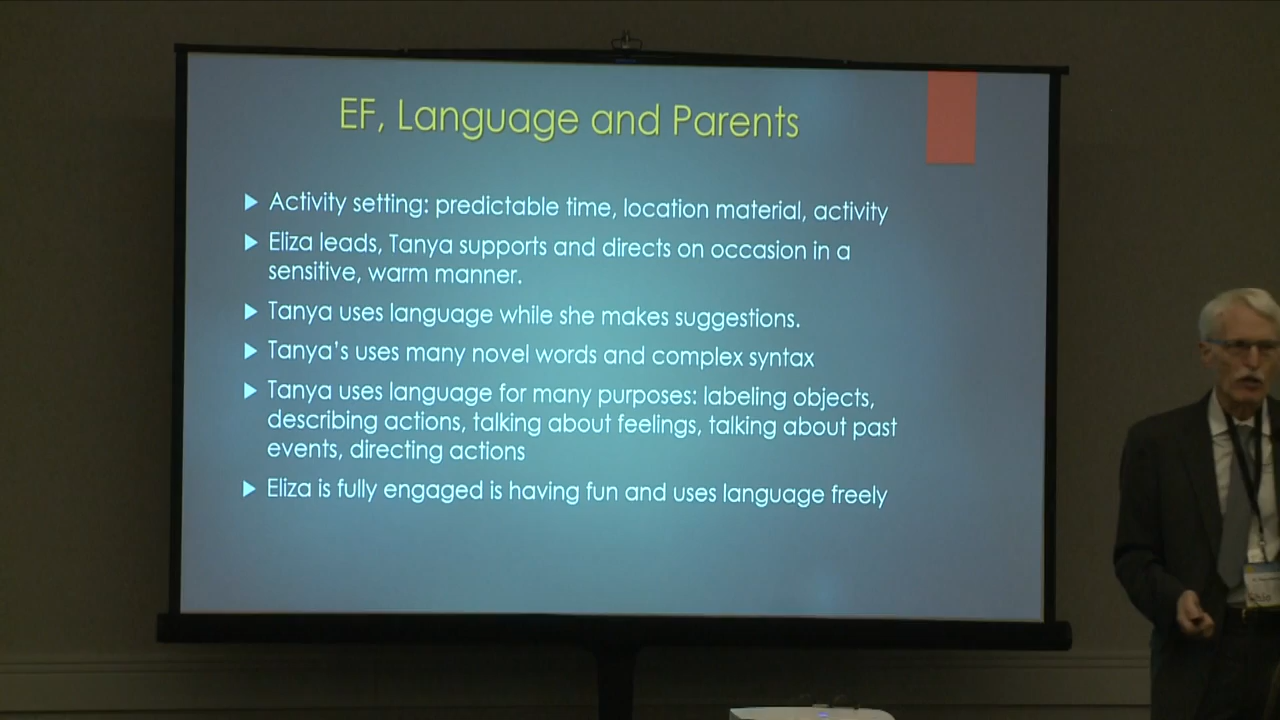 EF, Language and Parents
Activity setting: predictable time, location material, activity
Eliza leads, Tanya supports and directs on occasion in a
sensitive, warm manner.
Tanya uses language while she makes suggestions.
Tanya's uses many novel words and complex syntax
Tanya uses language for many purposes: labeling objects,
describing actions, talking about feelings, talking about past
events, directing actions
Eliza is fully engaged is having fun and uses language freely